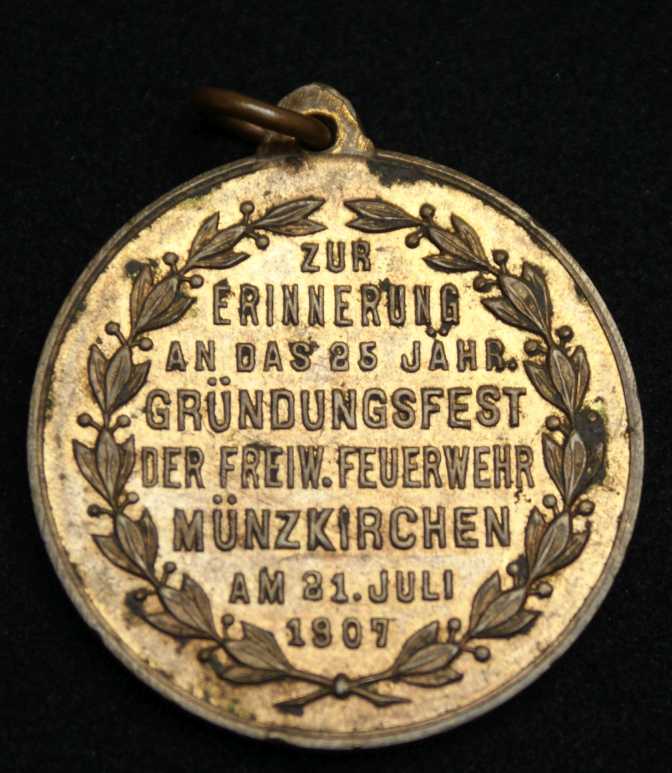 ZUR
ERINNERUNG
AN DAS 25 JÄHR.
GRÜNDUNGSFEST
DER FREIW. FEUERWEHR
MÜNZKIRCHEN
AM 21. JULI
1907